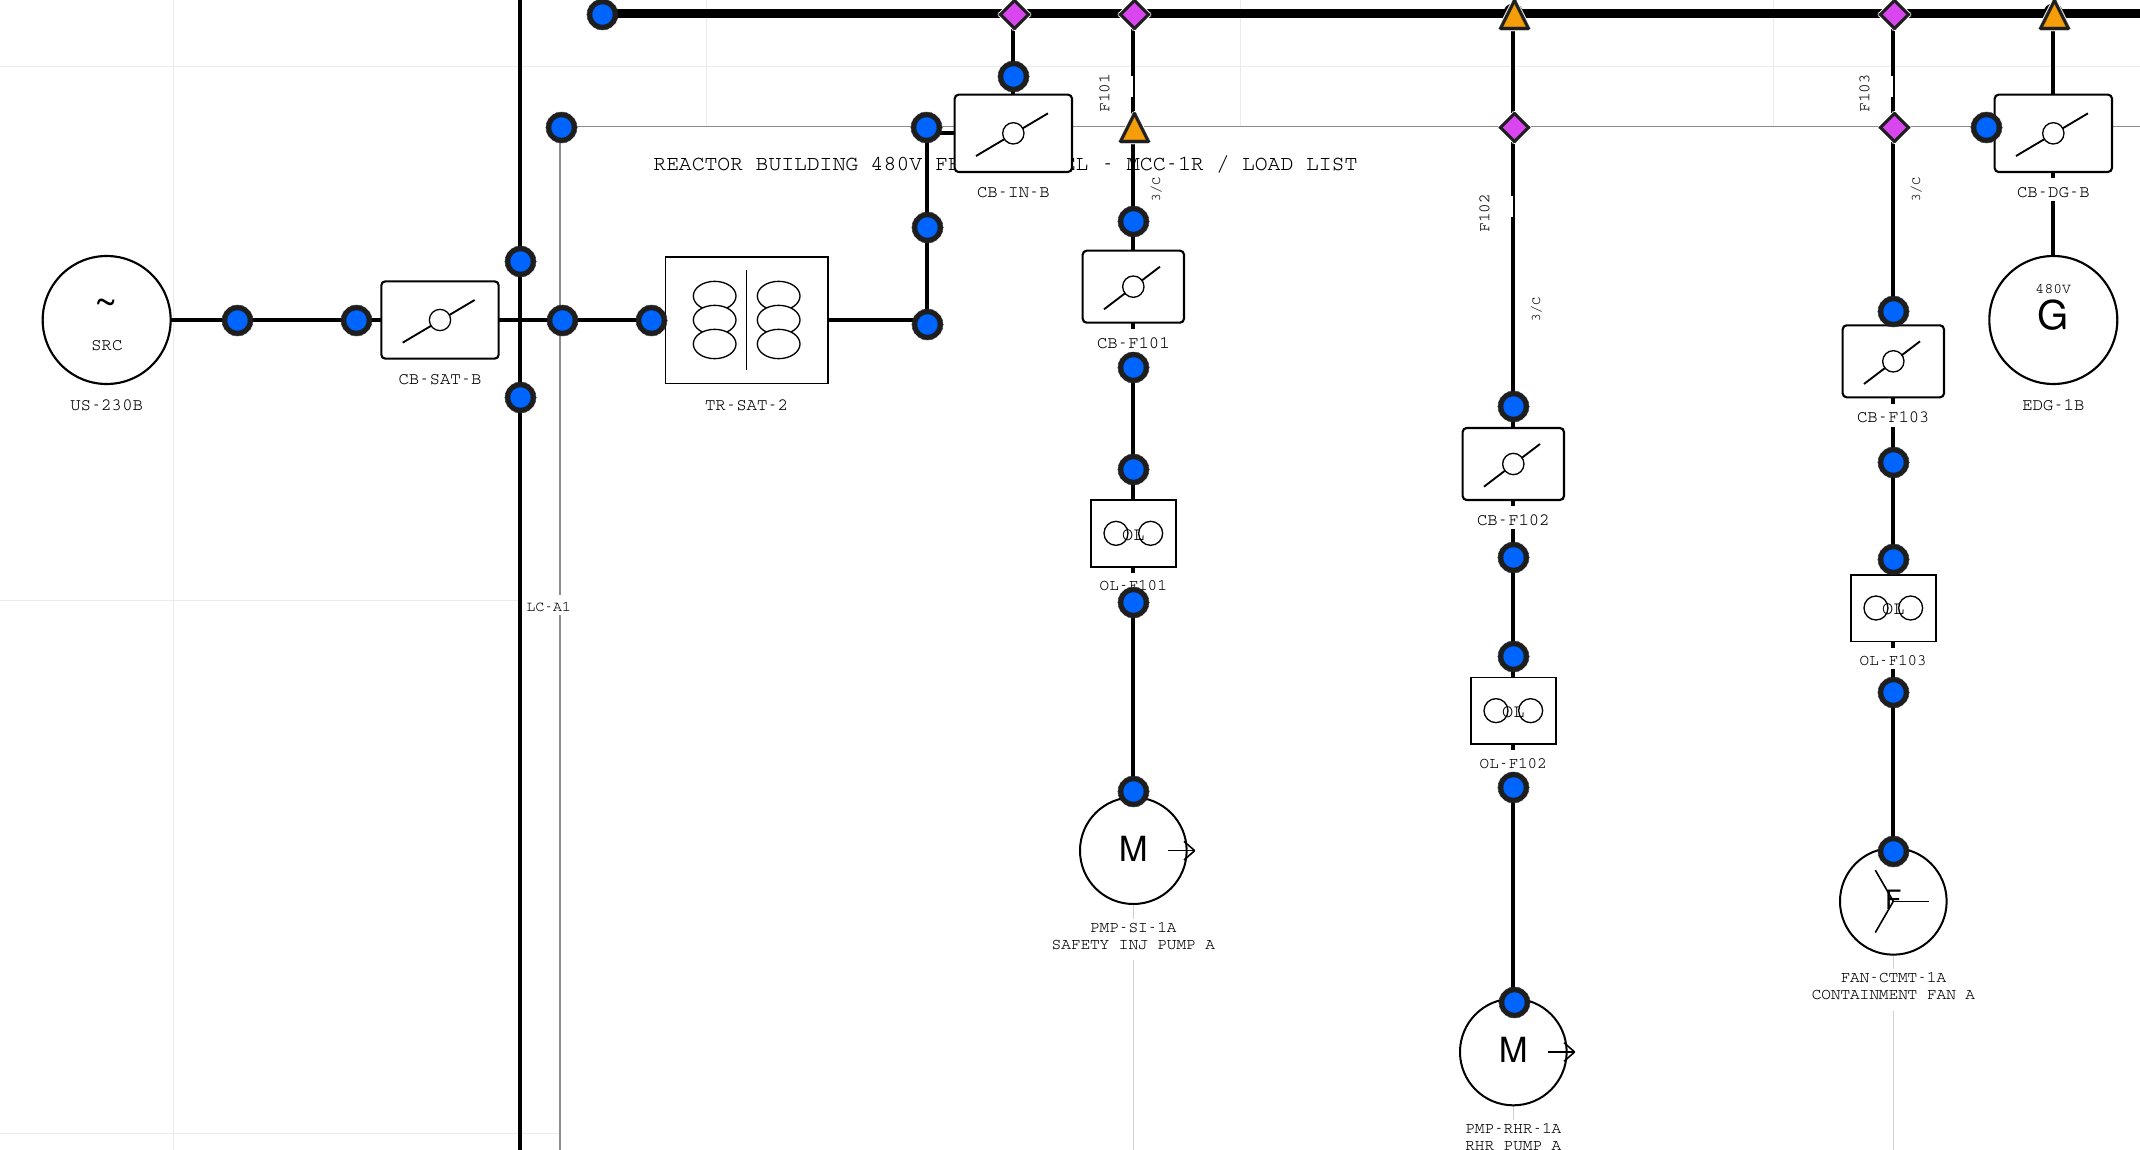 F101
F103
REACTOR BUILDING 480V
- MCC-1R / LOAD LIST
CB-IN-B
3/C
F102
3/C
CB-DG-B
~
SRC
US-230B
CB-SAT-B
TR-SAT-2
CB-F101
3/C
480V
G
EDG-1B
CB-F103
CB-F102
OL
OL-F101
LC-A1
OL
OL-F103
OL
OL-F102
M
PMP-SI-1A
SAFETY INJ PUMP A
F
FAN-CTMT-1A
CONTAINMENT FAN A
M
PMP-RHR-1A
RHR PUMP A